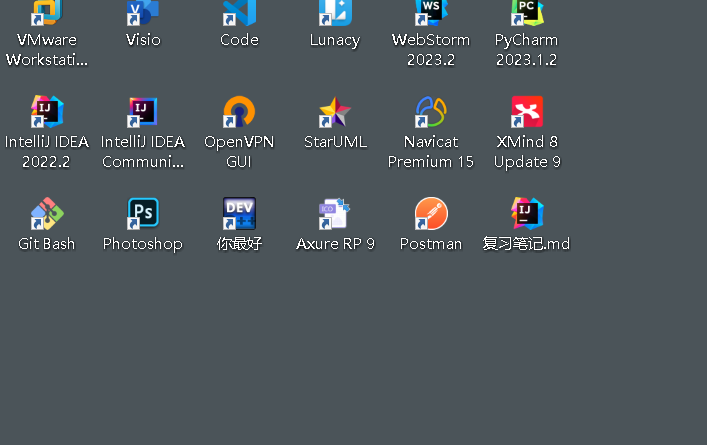 VMware Workstati...
Visio
Code
Lunacy
WebStorm 2023.2
PyCharm 2023.1.2
IntelliJ IDEA 2022.2
IntelliJ IDEA Communi...
OpenVPN GUI
StarUML
Navicat Premium 15
XMind 8 Update 9
Git Bash
Photoshop
你最好
Axure RP 9
Postman
复习笔记.md
WS
PC
IJ
IJ
Ps
DEV
IJ